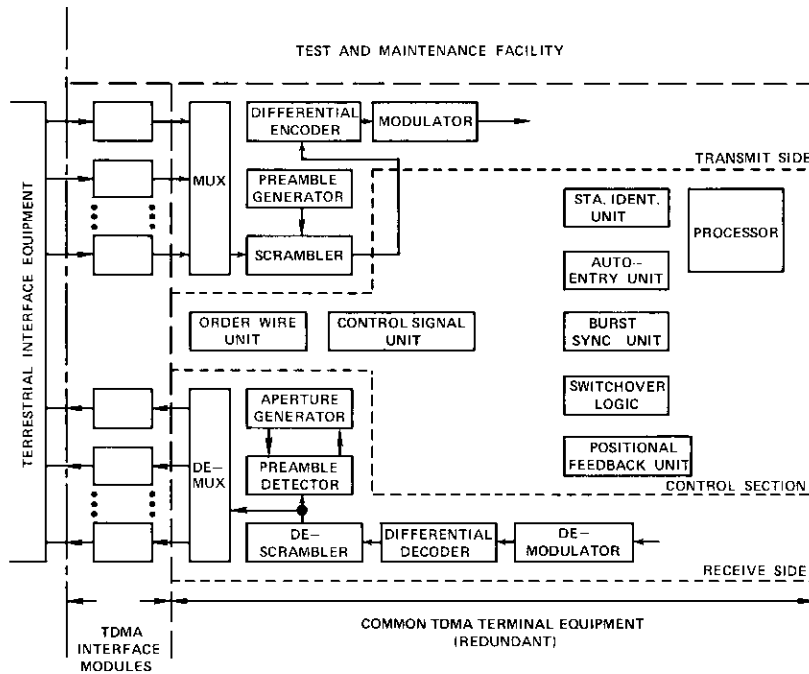 TEST AND MAINTENANCE FACILITY
DIFFERENTIAL
ENCODER
MODULATOR
TRANSMIT SIDE
MUX
PREAMBLE
GENERATOR
SCRAMBLER
STA. IDENT.
UNIT
PROCESSOR
AUTO-
ENTRY UNIT
TERRESTRIAL INTERFACE EQUIPMENT
ORDER WIRE
UNIT
CONTROL SIGNAL
UNIT
BURST
SYNC UNIT
SWITCHOVER
LOGIC
POSITIONAL
FEEDBACK UNIT
CONTROL SECTION
APERTURE
GENERATOR
DE-
MUX
PREAMBLE
DETECTOR
DE-
SCRAMBLER
DIFFERENTIAL
DECODER
DE-
MODULATOR
RECEIVE SIDE
TDMA
INTERFACE
MODULES
COMMON TDMA TERMINAL EQUIPMENT
(REDUNDANT)